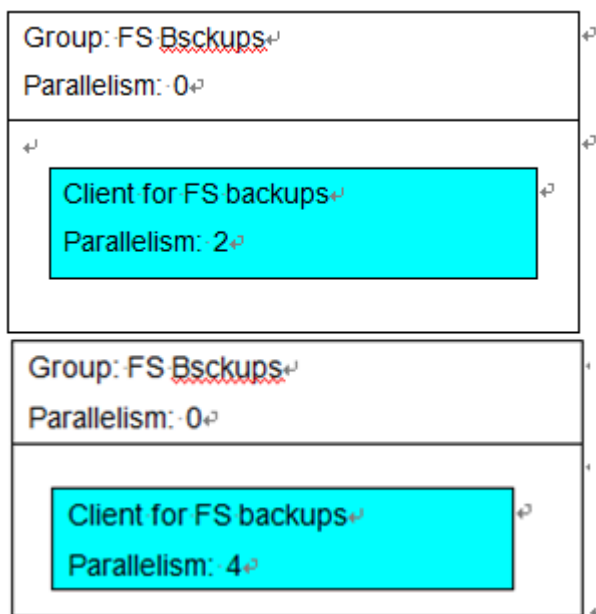 Group: FS Bsckups
Parallelism: 0
Client for FS backups
Parallelism: 2
Group: FS Bsckups
Parallelism: 0
Client for FS backups
Parallelism: 4